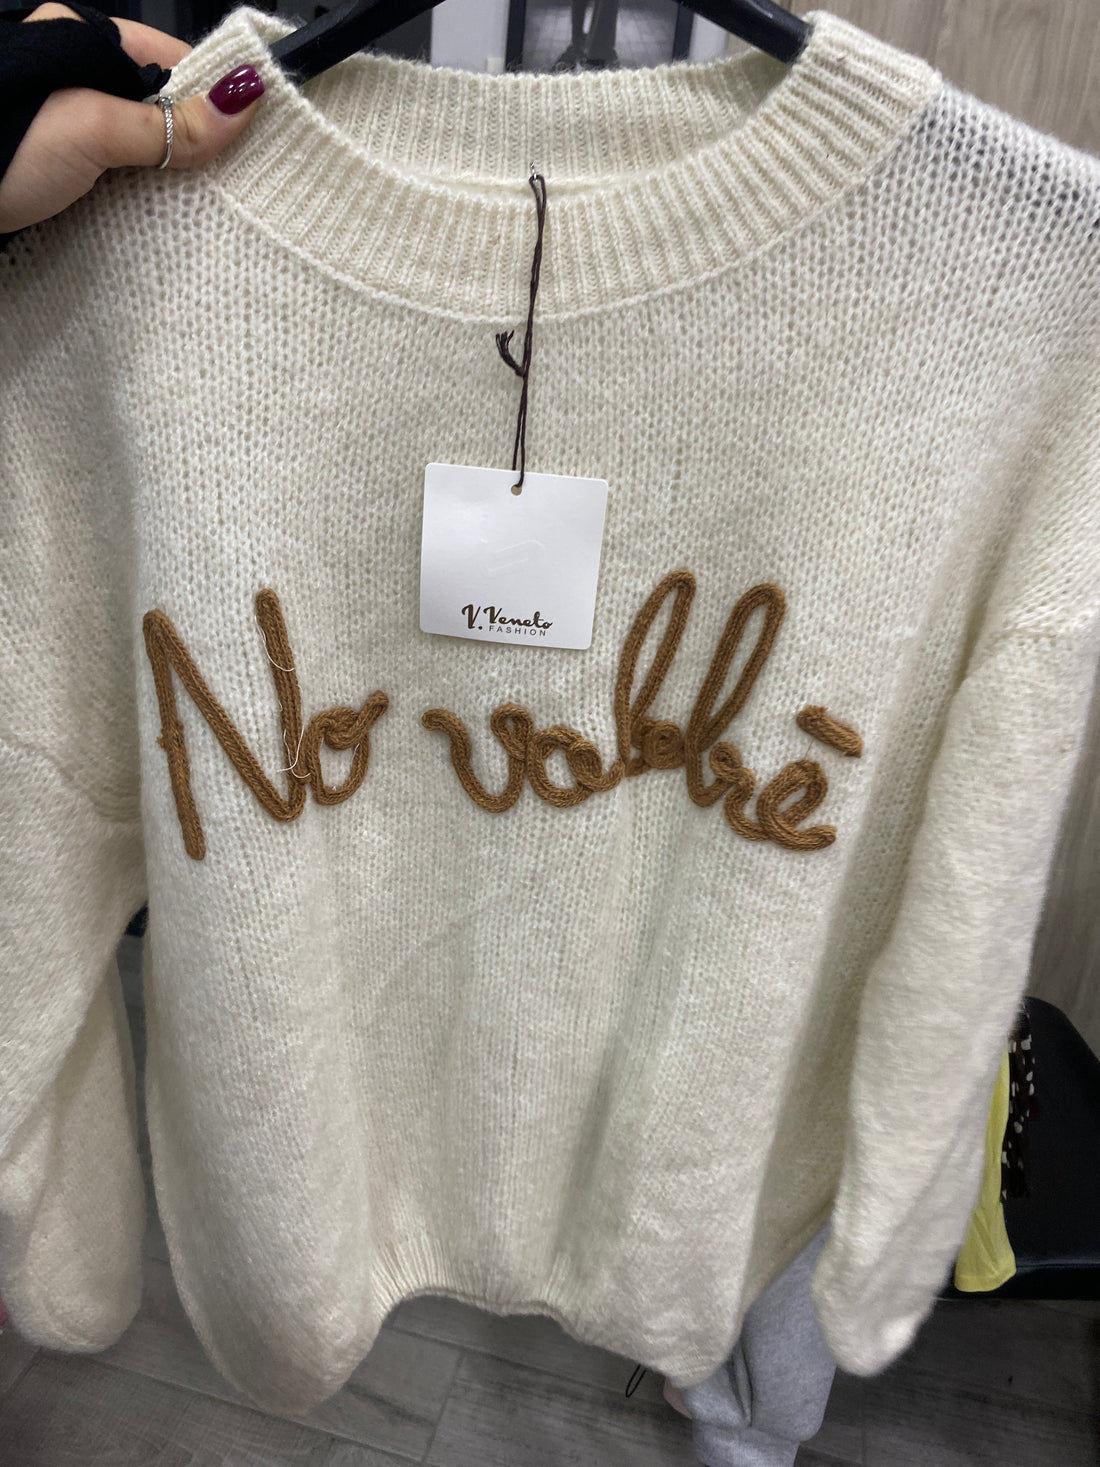 V. Veneto
FASHION
No vabbè